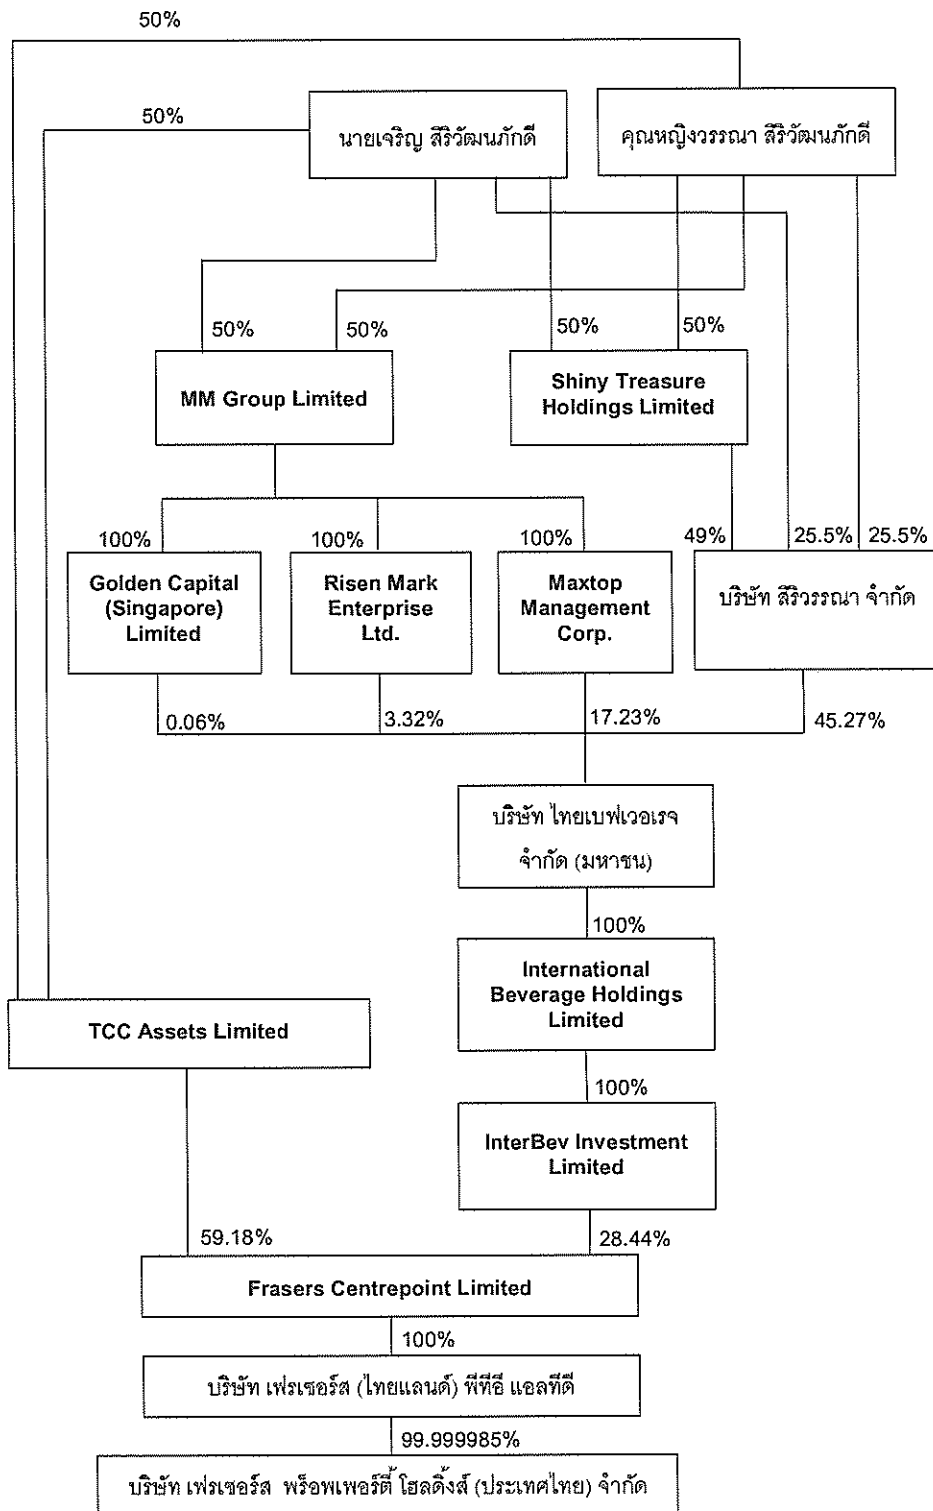 50%
50%
นายเจริญ สิริวัฒนภักดี
คุณหญิงวรรณา สิริวัฒนภักดี
50%
50%
50%
50%
MM Group Limited
Shiny Treasure
Holdings Limited
100%
100%
100%
49%
25.5%
25.5%
Golden Capital
(Singapore)
Limited
Risen Mark
Enterprise
Ltd.
Maxtop
Management
Corp.
บริษัท สิริวรรณา จำกัด
0.06%
3.32%
17.23%
45.27%
บริษัท ไทยเบฟเวอเรจ
จำกัด (มหาชน)
100%
International
Beverage Holdings
Limited
TCC Assets Limited
100%
InterBev Investment
Limited
59.18%
28.44%
Frasers Centrepoint Limited
100%
บริษัท เฟรเซอร์ส (ไทยแลนด์) พีทีอี แอลทีดี
99.999985%
บริษัท เฟรเซอร์ส พร็อพเพอร์ตี้ โฮลดิ้งส์ (ประเทศไทย) จำกัด